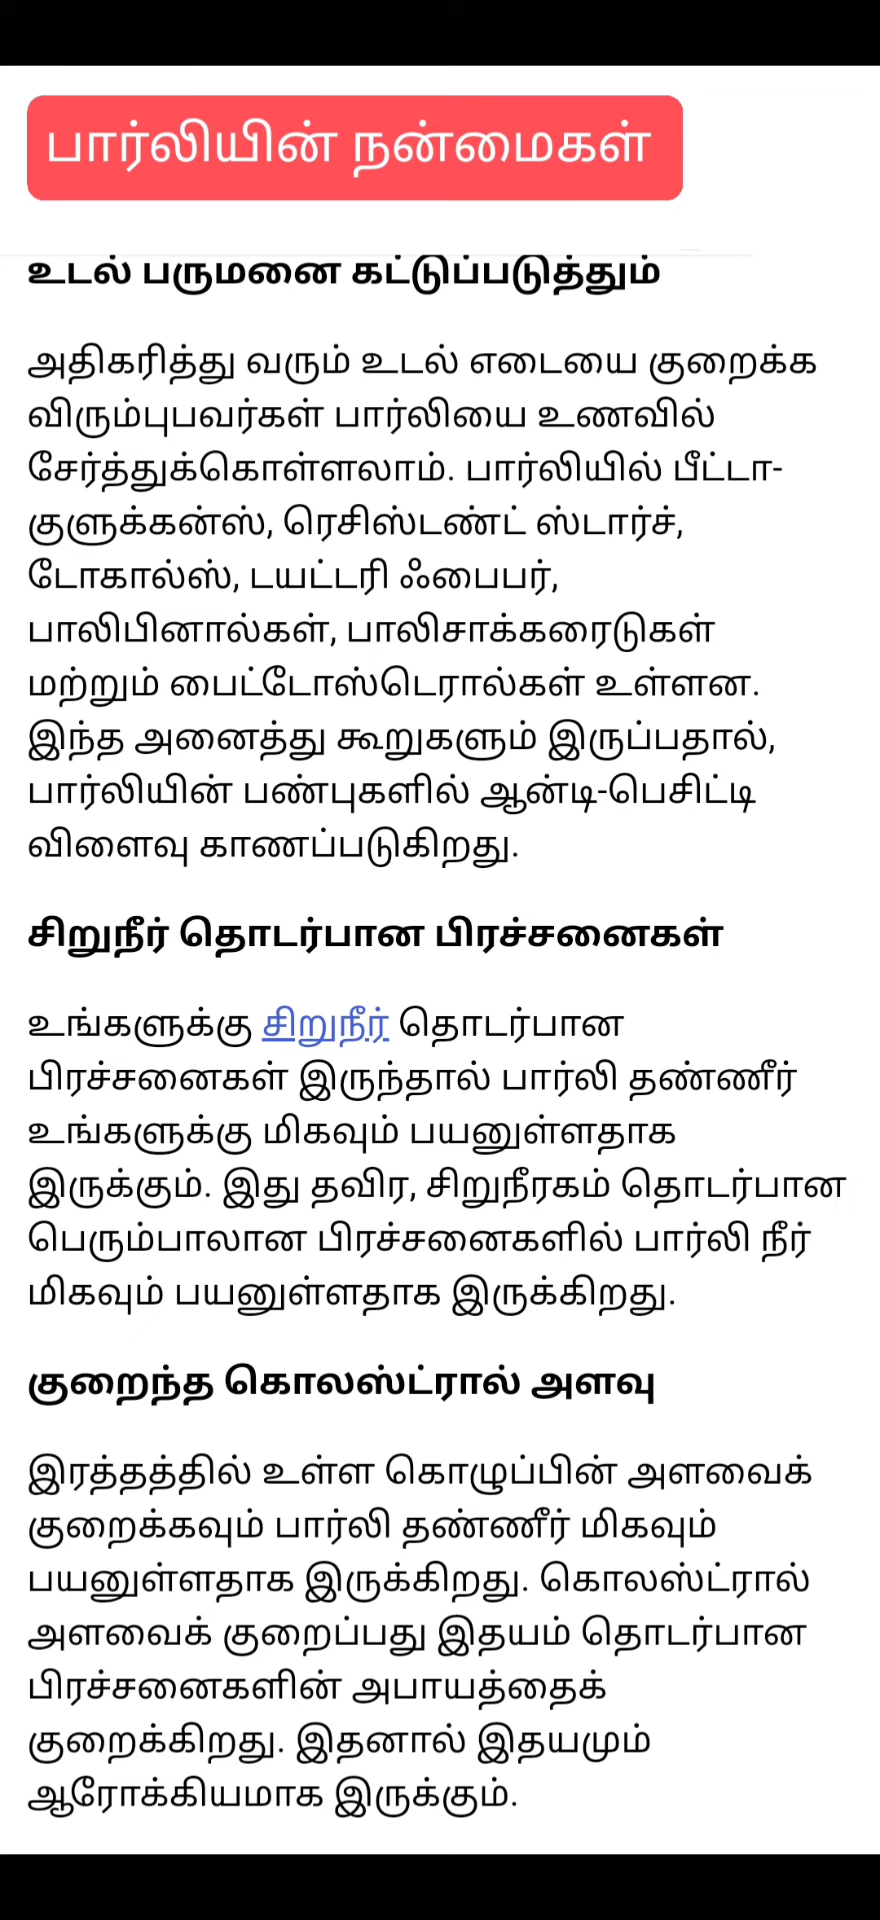 பார்லியின் நன்மைகள்
உடல் பருமனை கட்டுப்படுத்தும்
அதிகரித்து வரும் உடல் எடையை குறைக்க
விரும்புபவர்கள் பார்லியை உணவில்
சேர்த்துக்கொள்ளலாம். பார்லியில் பீட்டா-
குளுக்கன்ஸ், ரெசிஸ்டண்ட் ஸ்டார்ச்,
டோகால்ஸ், டயட்டரி ஃபைபர்,
பாலிபினால்கள், பாலிசாக்கரைடுகள்
மற்றும் பைட்டோஸ்டெரால்கள் உள்ளன.
இந்த அனைத்து கூறுகளும் இருப்பதால்,
பார்லியின் பண்புகளில் ஆன்டி-பெசிட்டி
விளைவு காணப்படுகிறது.
சிறுநீர் தொடர்பான பிரச்சனைகள்
உங்களுக்கு சிறுநீர் தொடர்பான
பிரச்சனைகள் இருந்தால் பார்லி தண்ணீர்
உங்களுக்கு மிகவும் பயனுள்ளதாக
இருக்கும். இது தவிர, சிறுநீரகம் தொடர்பான
பெரும்பாலான பிரச்சனைகளில் பார்லி நீர்
மிகவும் பயனுள்ளதாக இருக்கிறது.
குறைந்த கொலஸ்ட்ரால் அளவு
இரத்தத்தில் உள்ள கொழுப்பின் அளவைக்
குறைக்கவும் பார்லி தண்ணீர் மிகவும்
பயனுள்ளதாக இருக்கிறது. கொலஸ்ட்ரால்
அளவைக் குறைப்பது இதயம் தொடர்பான
பிரச்சனைகளின் அபாயத்தைக்
குறைக்கிறது. இதனால் இதயமும்
ஆரோக்கியமாக இருக்கும்.